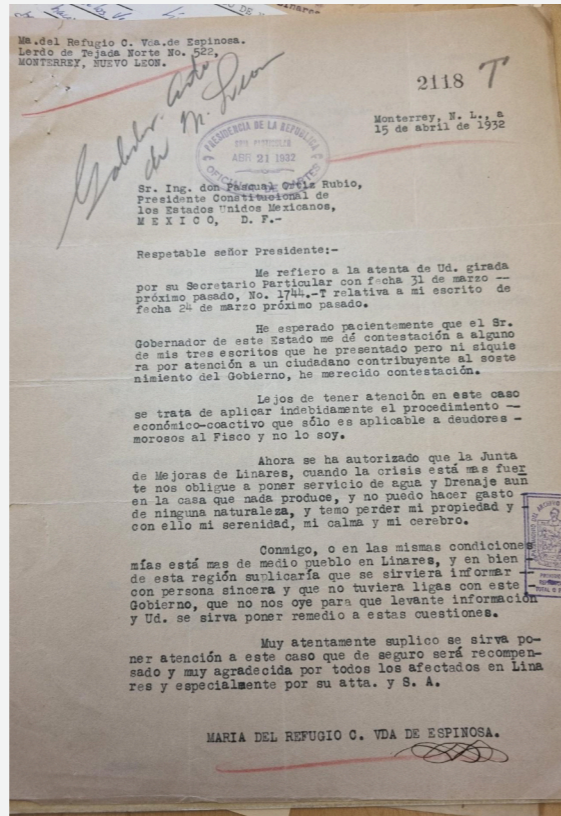 Ma.del Refugio C. Vda.de Espinosa.
Lerdo de Tejada Norte No. 522,
MONTERREY, NUEVO LEON.
2118 T
Gobdor. Edo
de N. Leon
Monterrey, N. L., a
15 de abril de 1932
PRESIDENCIA DE LA REPUBLICA
ABR 21 1932
Sr. Ing. don Pascual Ortiz Rubio,
Presidente Constitucional de
los Estados Unidos Mexicanos,
M E X I C O,   D. F.-
Respetable señor Presidente:-
Me refiero a la atenta de Ud. girada
por su Secretario Particular con fecha 31 de marzo --
próximo pasado, No. 1744.-T relativa a mi escrito de
fecha 24 de marzo próximo pasado.
He esperado pacientemente que el Sr.
Gobernador de este Estado me dé contestación a alguno
de mis tres escritos que he presentado pero ni siquie
ra por atención a un ciudadano contribuyente al soste
nimiento del Gobierno, he merecido contestación.
Lejos de tener atención en este caso
se trata de aplicar indebidamente el procedimiento --
económico-coactivo que sólo es aplicable a deudores -
morosos al Fisco y no lo soy.
Ahora se ha autorizado que la Junta
de Mejoras de Linares, cuando la crisis está mas fuer
te nos obligue a poner servicio de agua y Drenaje aun
en la casa que nada produce, y no puedo hacer gasto -
de ninguna naturaleza, y temo perder mi propiedad y -
con ello mi serenidad, mi calma y mi cerebro.
Conmigo, o en las mismas condiciones
mías está mas de medio pueblo en Linares, y en bien -
de esta región suplicaría que se sirviera informar -
con persona sincera y que no tuviera ligas con este -
Gobierno, que no nos oye para que levante información
y Ud. se sirva poner remedio a estas cuestiones.
Muy atentamente suplico se sirva po-
ner atención a este caso que de seguro será recompen-
sado y muy agradecida por todos los afectados en Lina
res y especialmente por su atta. y S. A.
MARIA DEL REFUGIO C. VDA DE ESPINOSA.